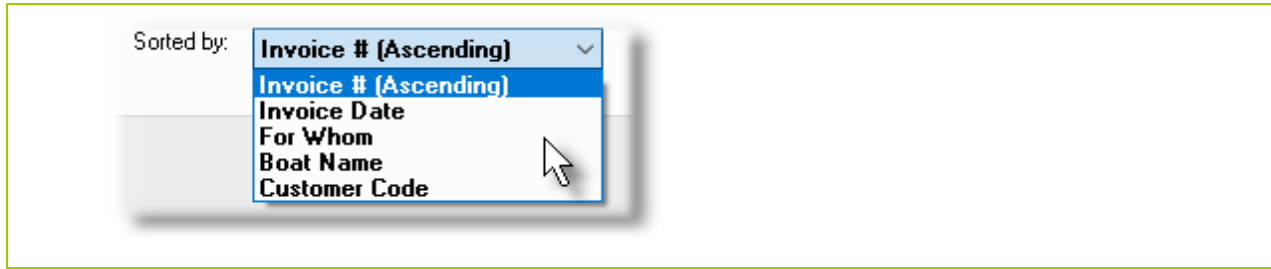 Sorted by: Invoice # (Ascending)
Invoice # (Ascending)
Invoice Date
For Whom
Boat Name
Customer Code